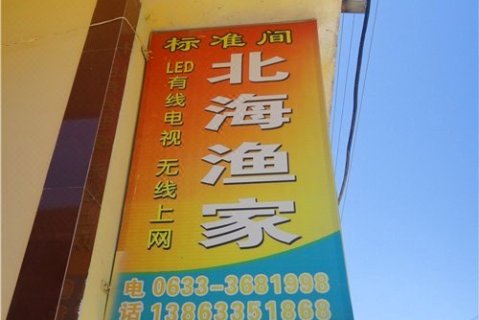 标准间
北海渔家
LED有线电视 无线上网
电话
0633-3681998
13863351868